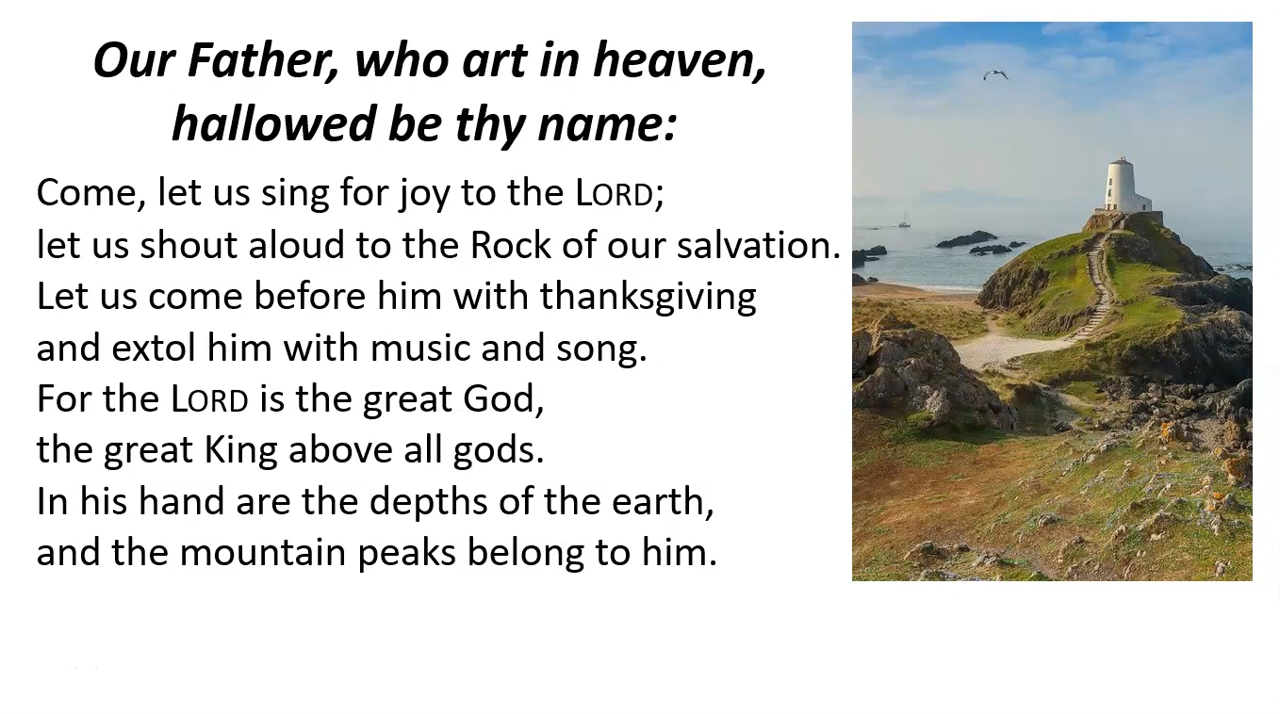 Our Father, who art in heaven,
hallowed be thy name:
Come, let us sing for joy to the LORD;
let us shout aloud to the Rock of our salvation.
Let us come before him with thanksgiving
and extol him with music and song.
For the LORD is the great God,
the great King above all gods.
In his hand are the depths of the earth,
and the mountain peaks belong to him.